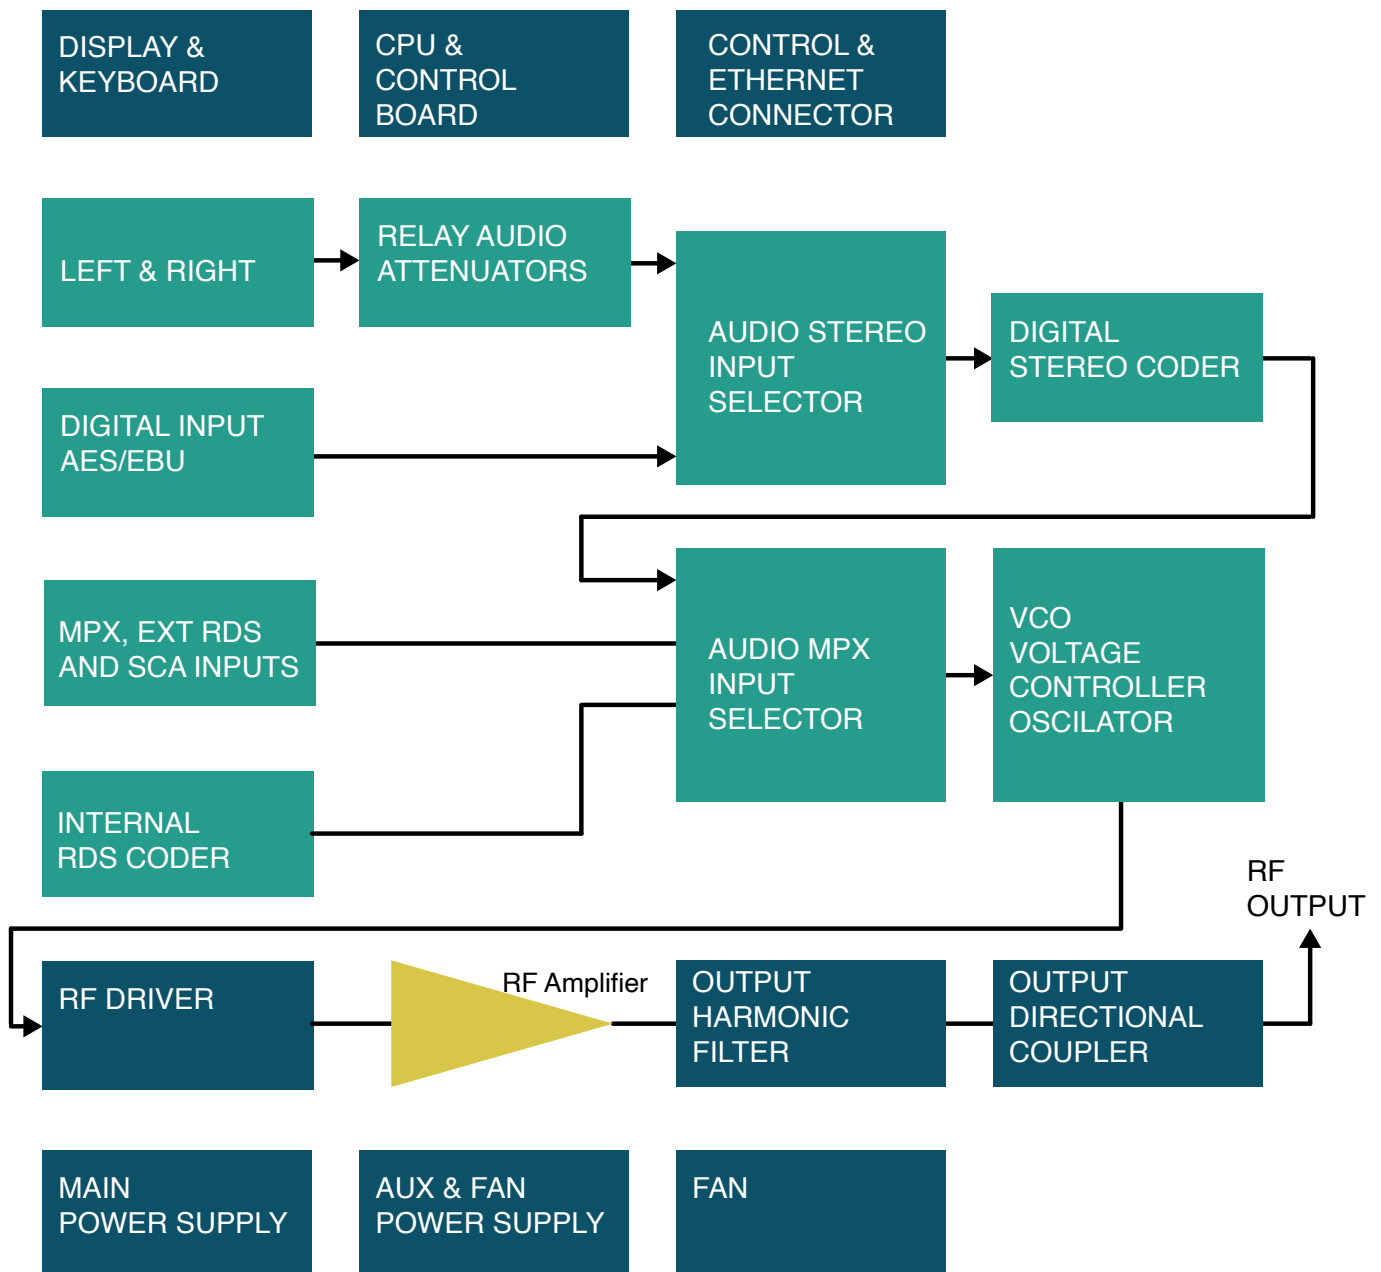 DISPLAY &
KEYBOARD
CPU &
CONTROL
BOARD
CONTROL &
ETHERNET
CONNECTOR
LEFT & RIGHT
RELAY AUDIO
ATTENUATORS
AUDIO STEREO
INPUT
SELECTOR
DIGITAL
STEREO CODER
DIGITAL INPUT
AES/EBU
MPX, EXT RDS
AND SCA INPUTS
AUDIO MPX
INPUT
SELECTOR
VCO
VOLTAGE
CONTROLLER
OSCILATOR
INTERNAL
RDS CODER
RF
OUTPUT
RF DRIVER
RF Amplifier
OUTPUT
HARMONIC
FILTER
OUTPUT
DIRECTIONAL
COUPLER
MAIN
POWER SUPPLY
AUX & FAN
POWER SUPPLY
FAN